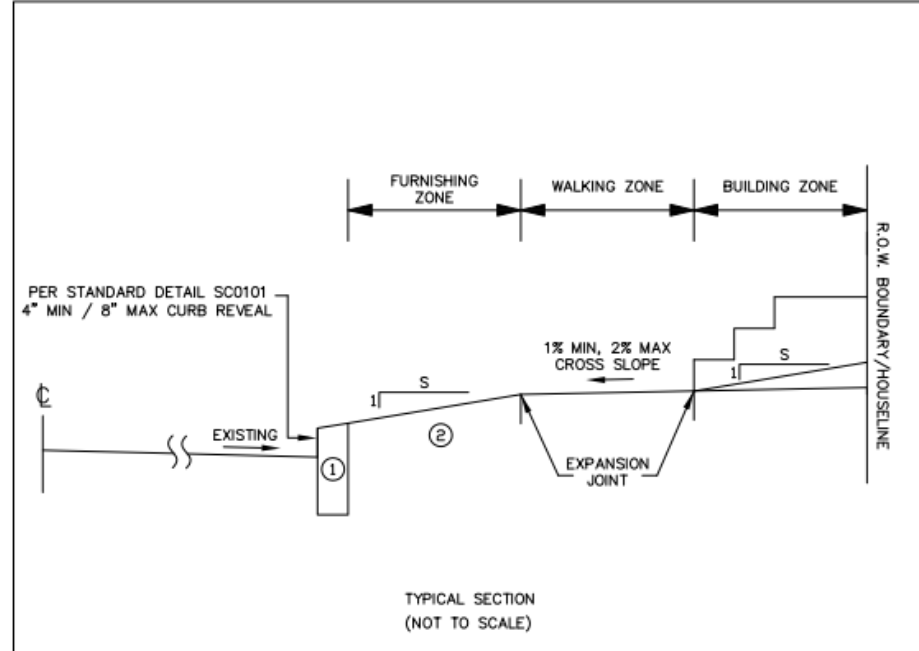 FURNISHING
ZONE
WALKING ZONE
BUILDING ZONE
R.O.W. BOUNDARY/HOUSELINE
PER STANDARD DETAIL SC0101
4" MIN / 8" MAX CURB REVEAL
1% MIN, 2% MAX
CROSS SLOPE
S
1
S
1
℄
EXISTING
1
2
EXPANSION
JOINT
TYPICAL SECTION
(NOT TO SCALE)